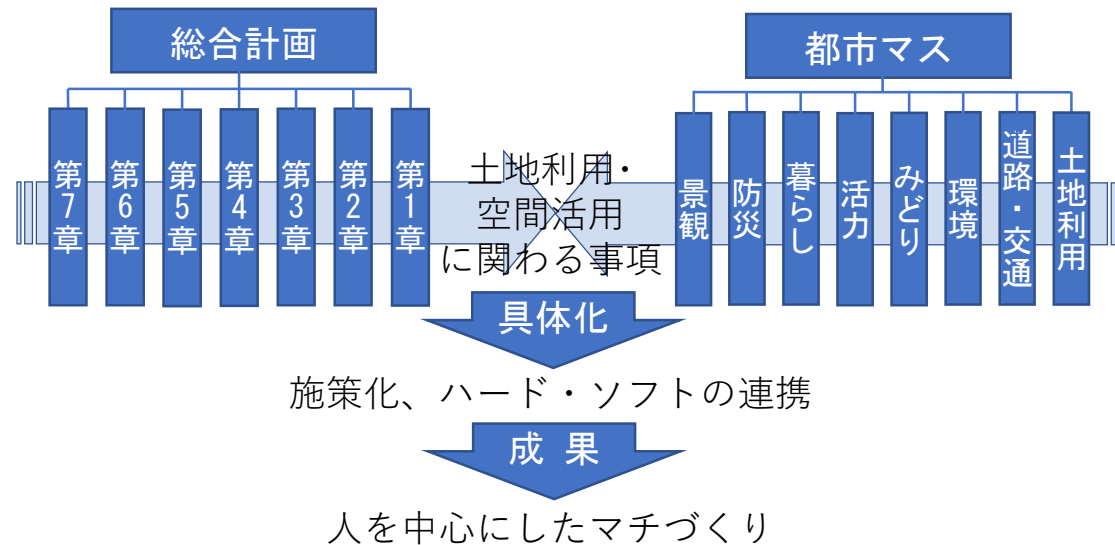 総合計画
都市マス
第7章
第6章
第5章
第4章
第3章
第2章
第1章
土地利用・
空間活用
に関わる事項
景観
防災
暮らし
活力
みどり
環境
道路・交通
土地利用
具体化
施策化、ハード・ソフトの連携
成 果
人を中心にしたマチづくり